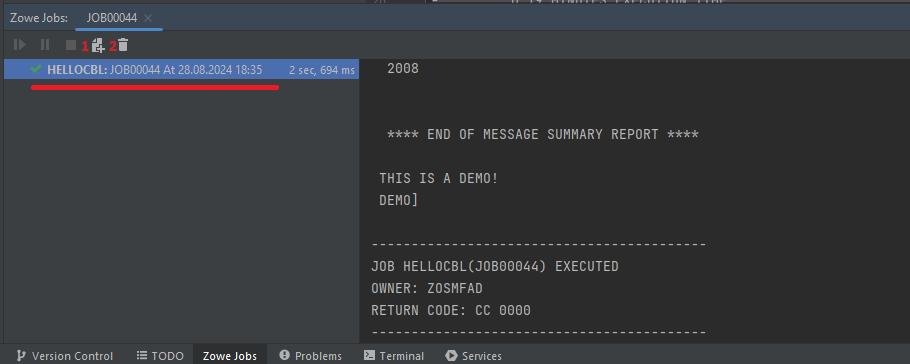 Zowe Jobs: JOB00044
1 2
HELLOCBL: JOB00044 At 28.08.2024 18:35 2 sec, 694 ms
2008
**** END OF MESSAGE SUMMARY REPORT ****
THIS IS A DEMO!
DEMO]
------------------------------------------
JOB HELLOCBL(JOB00044) EXECUTED
OWNER: ZOSMFAD
RETURN CODE: CC 0000
------------------------------------------
Version Control TODO Zowe Jobs Problems Terminal Services